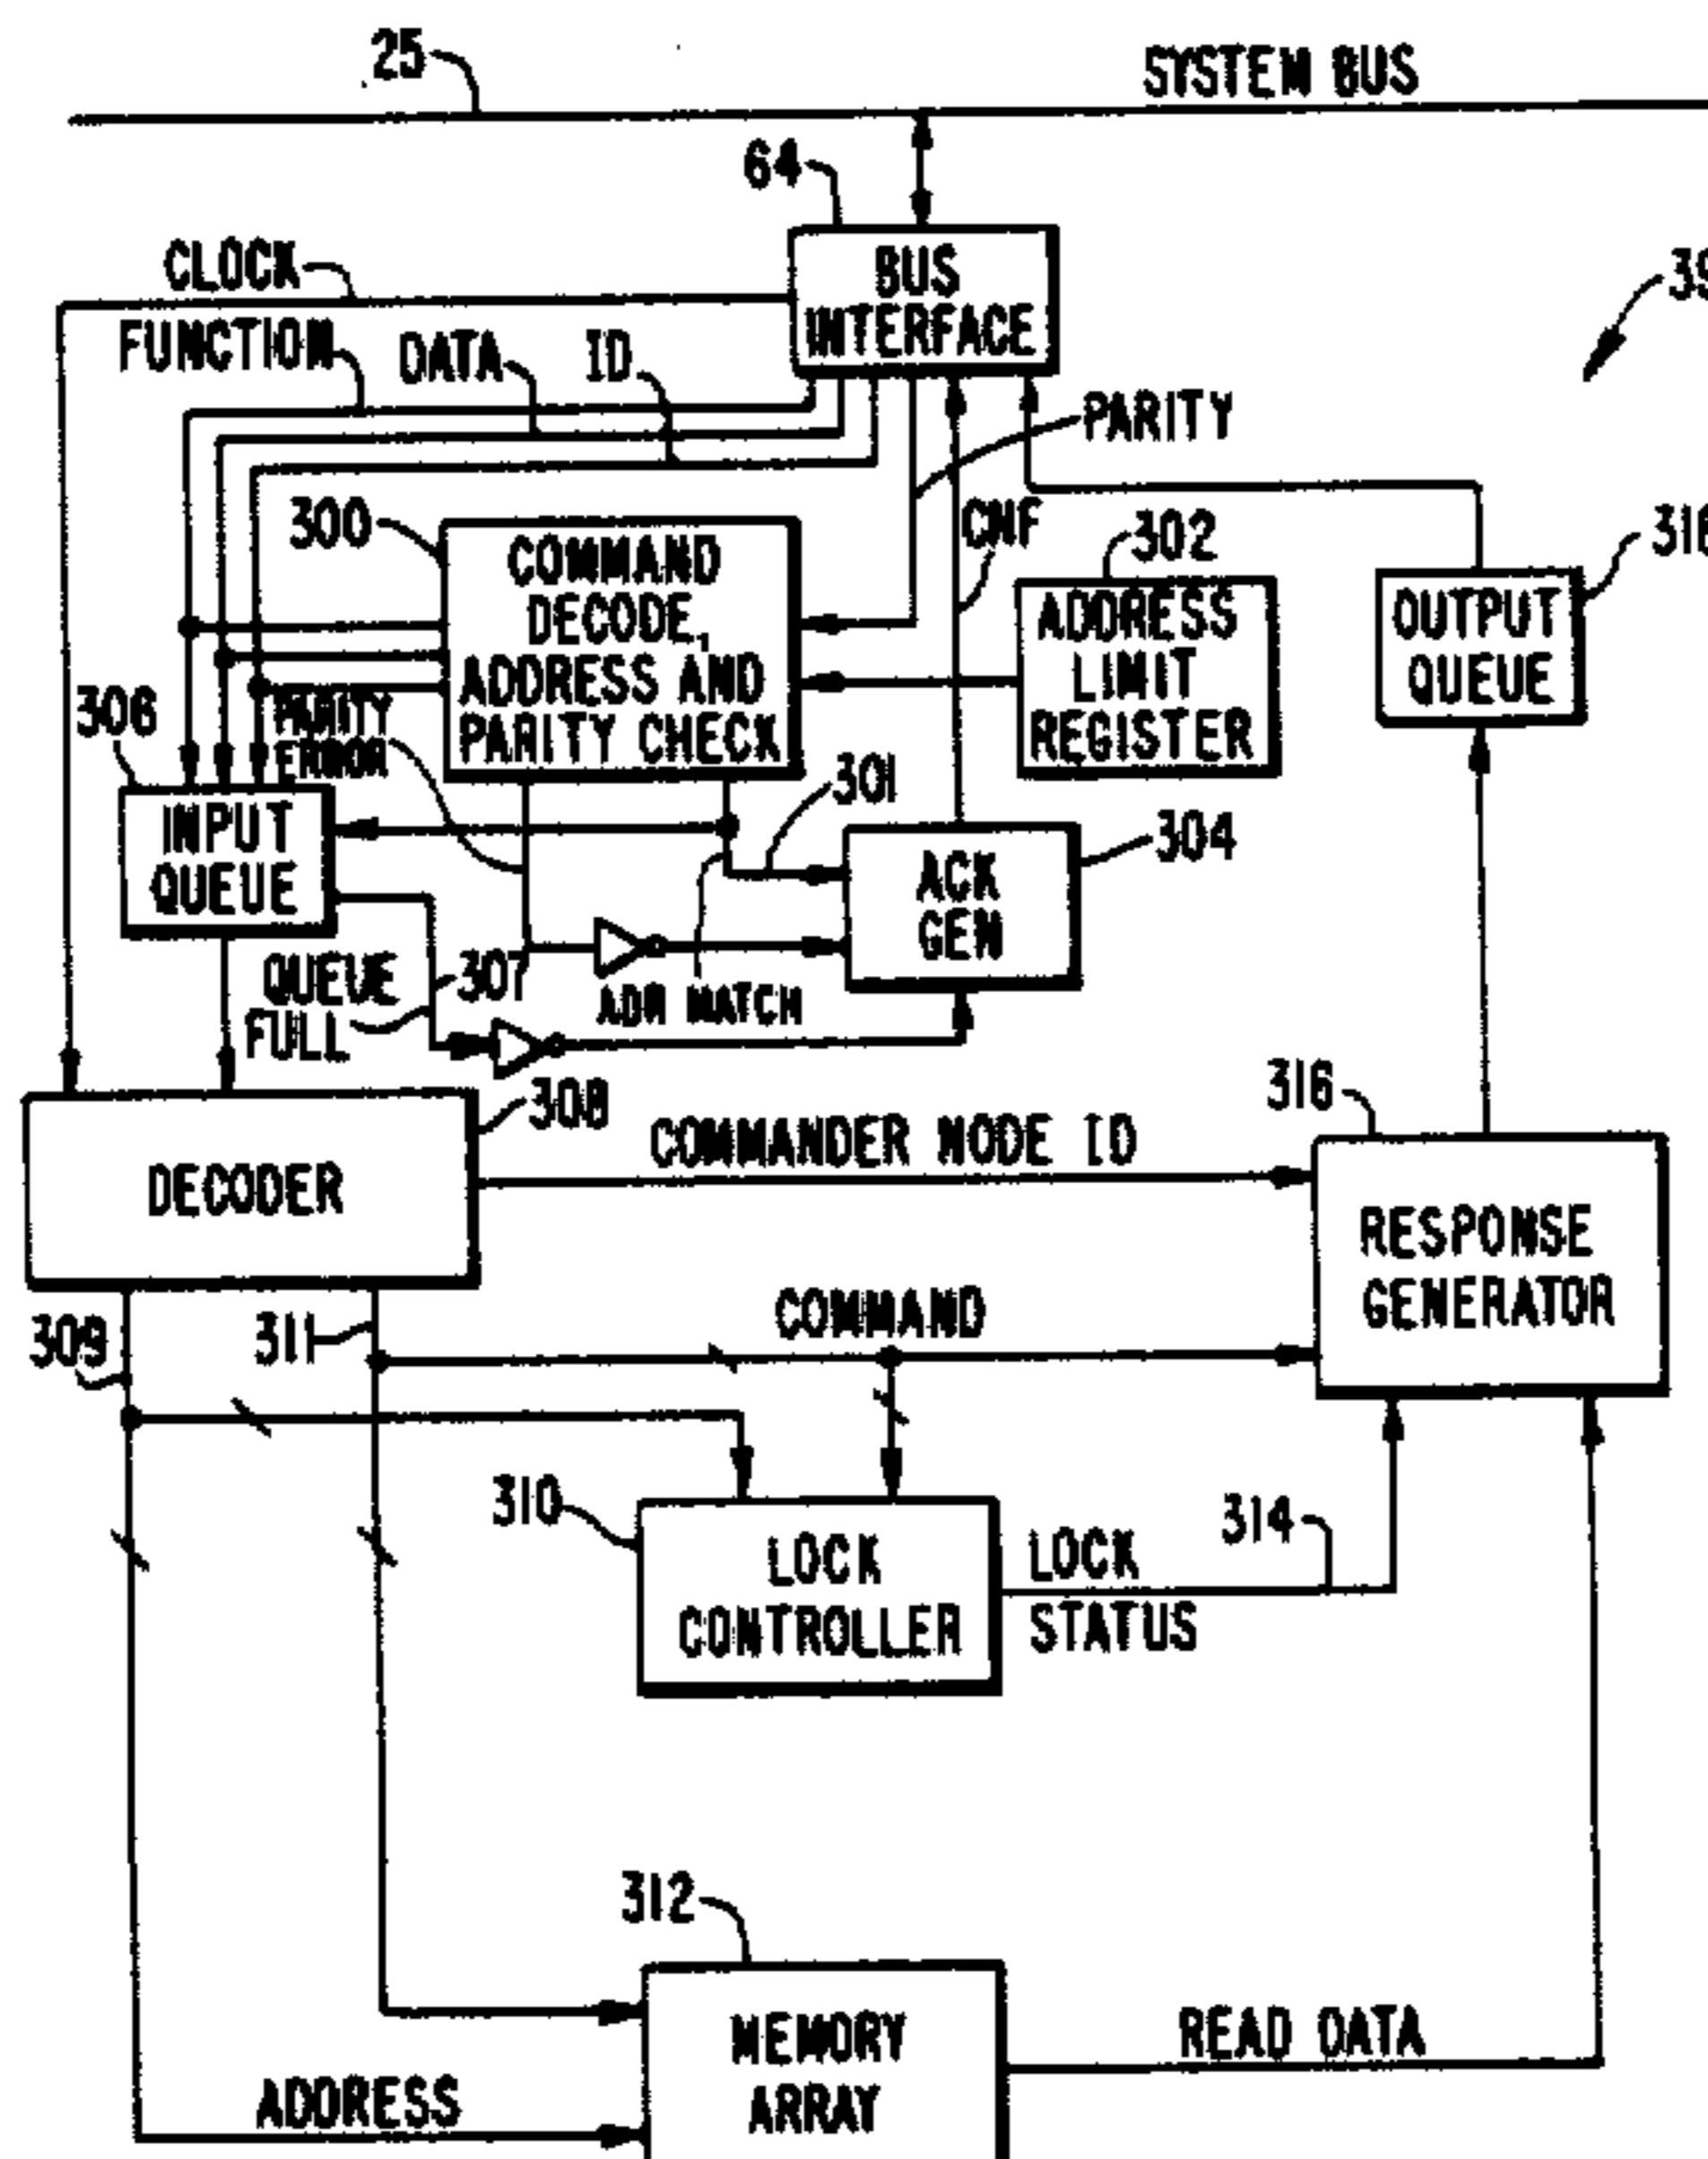 25
SYSTEM BUS
64
CLOCK
BUS
INTERFACE
39
FUNCTION
DATA
ID
PARITY
300
COMMAND
DECODE,
ADDRESS AND
PARITY CHECK
CNF
302
ADDRESS
LIMIT
REGISTER
318
OUTPUT
QUEUE
306
PARITY
ERROR
INPUT
QUEUE
301
304
ACK
GEN
QUEUE
FULL
307
ADR MATCH
308
DECODER
COMMANDER NODE ID
316
RESPONSE
GENERATOR
309
311
COMMAND
310
LOCK
CONTROLLER
LOCK
STATUS
314
312
MEMORY
ARRAY
READ DATA
ADDRESS